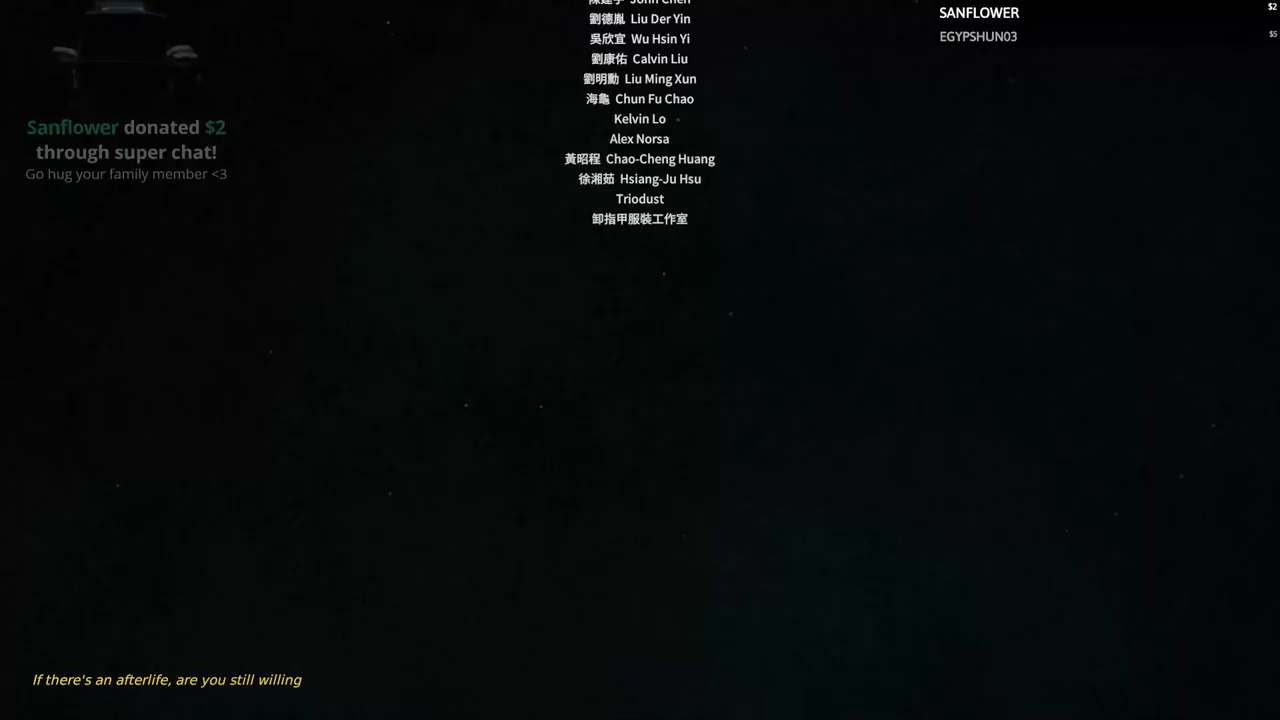 John Chen
劉德胤 Liu Der Yin
吳欣宜 Wu Hsin Yi
劉康佑 Calvin Liu
劉明勳 Liu Ming Xun
海龜 Chun Fu Chao
Kelvin Lo
Alex Norsa
黃昭程 Chao-Cheng Huang
徐湘茹 Hsiang-Ju Hsu
Triodust
卸指甲服裝工作室
SANFLOWER $2
EGYPSHUN03 $5
Sanflower donated $2
through super chat!
Go hug your family member <3
If there's an afterlife, are you still willing